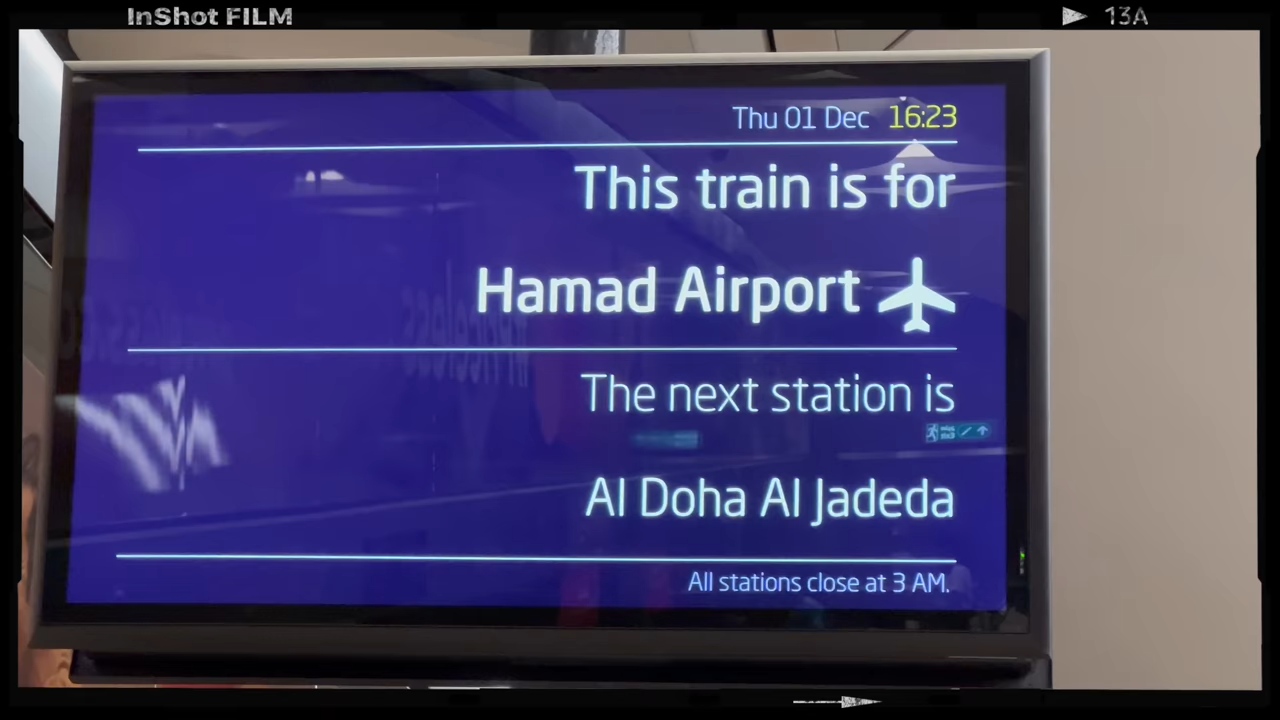 InShot FILM
13A
Thu 01 Dec 16:23
This train is for
Hamad Airport
The next station is
Al Doha Al Jadeda
All stations close at 3 AM.